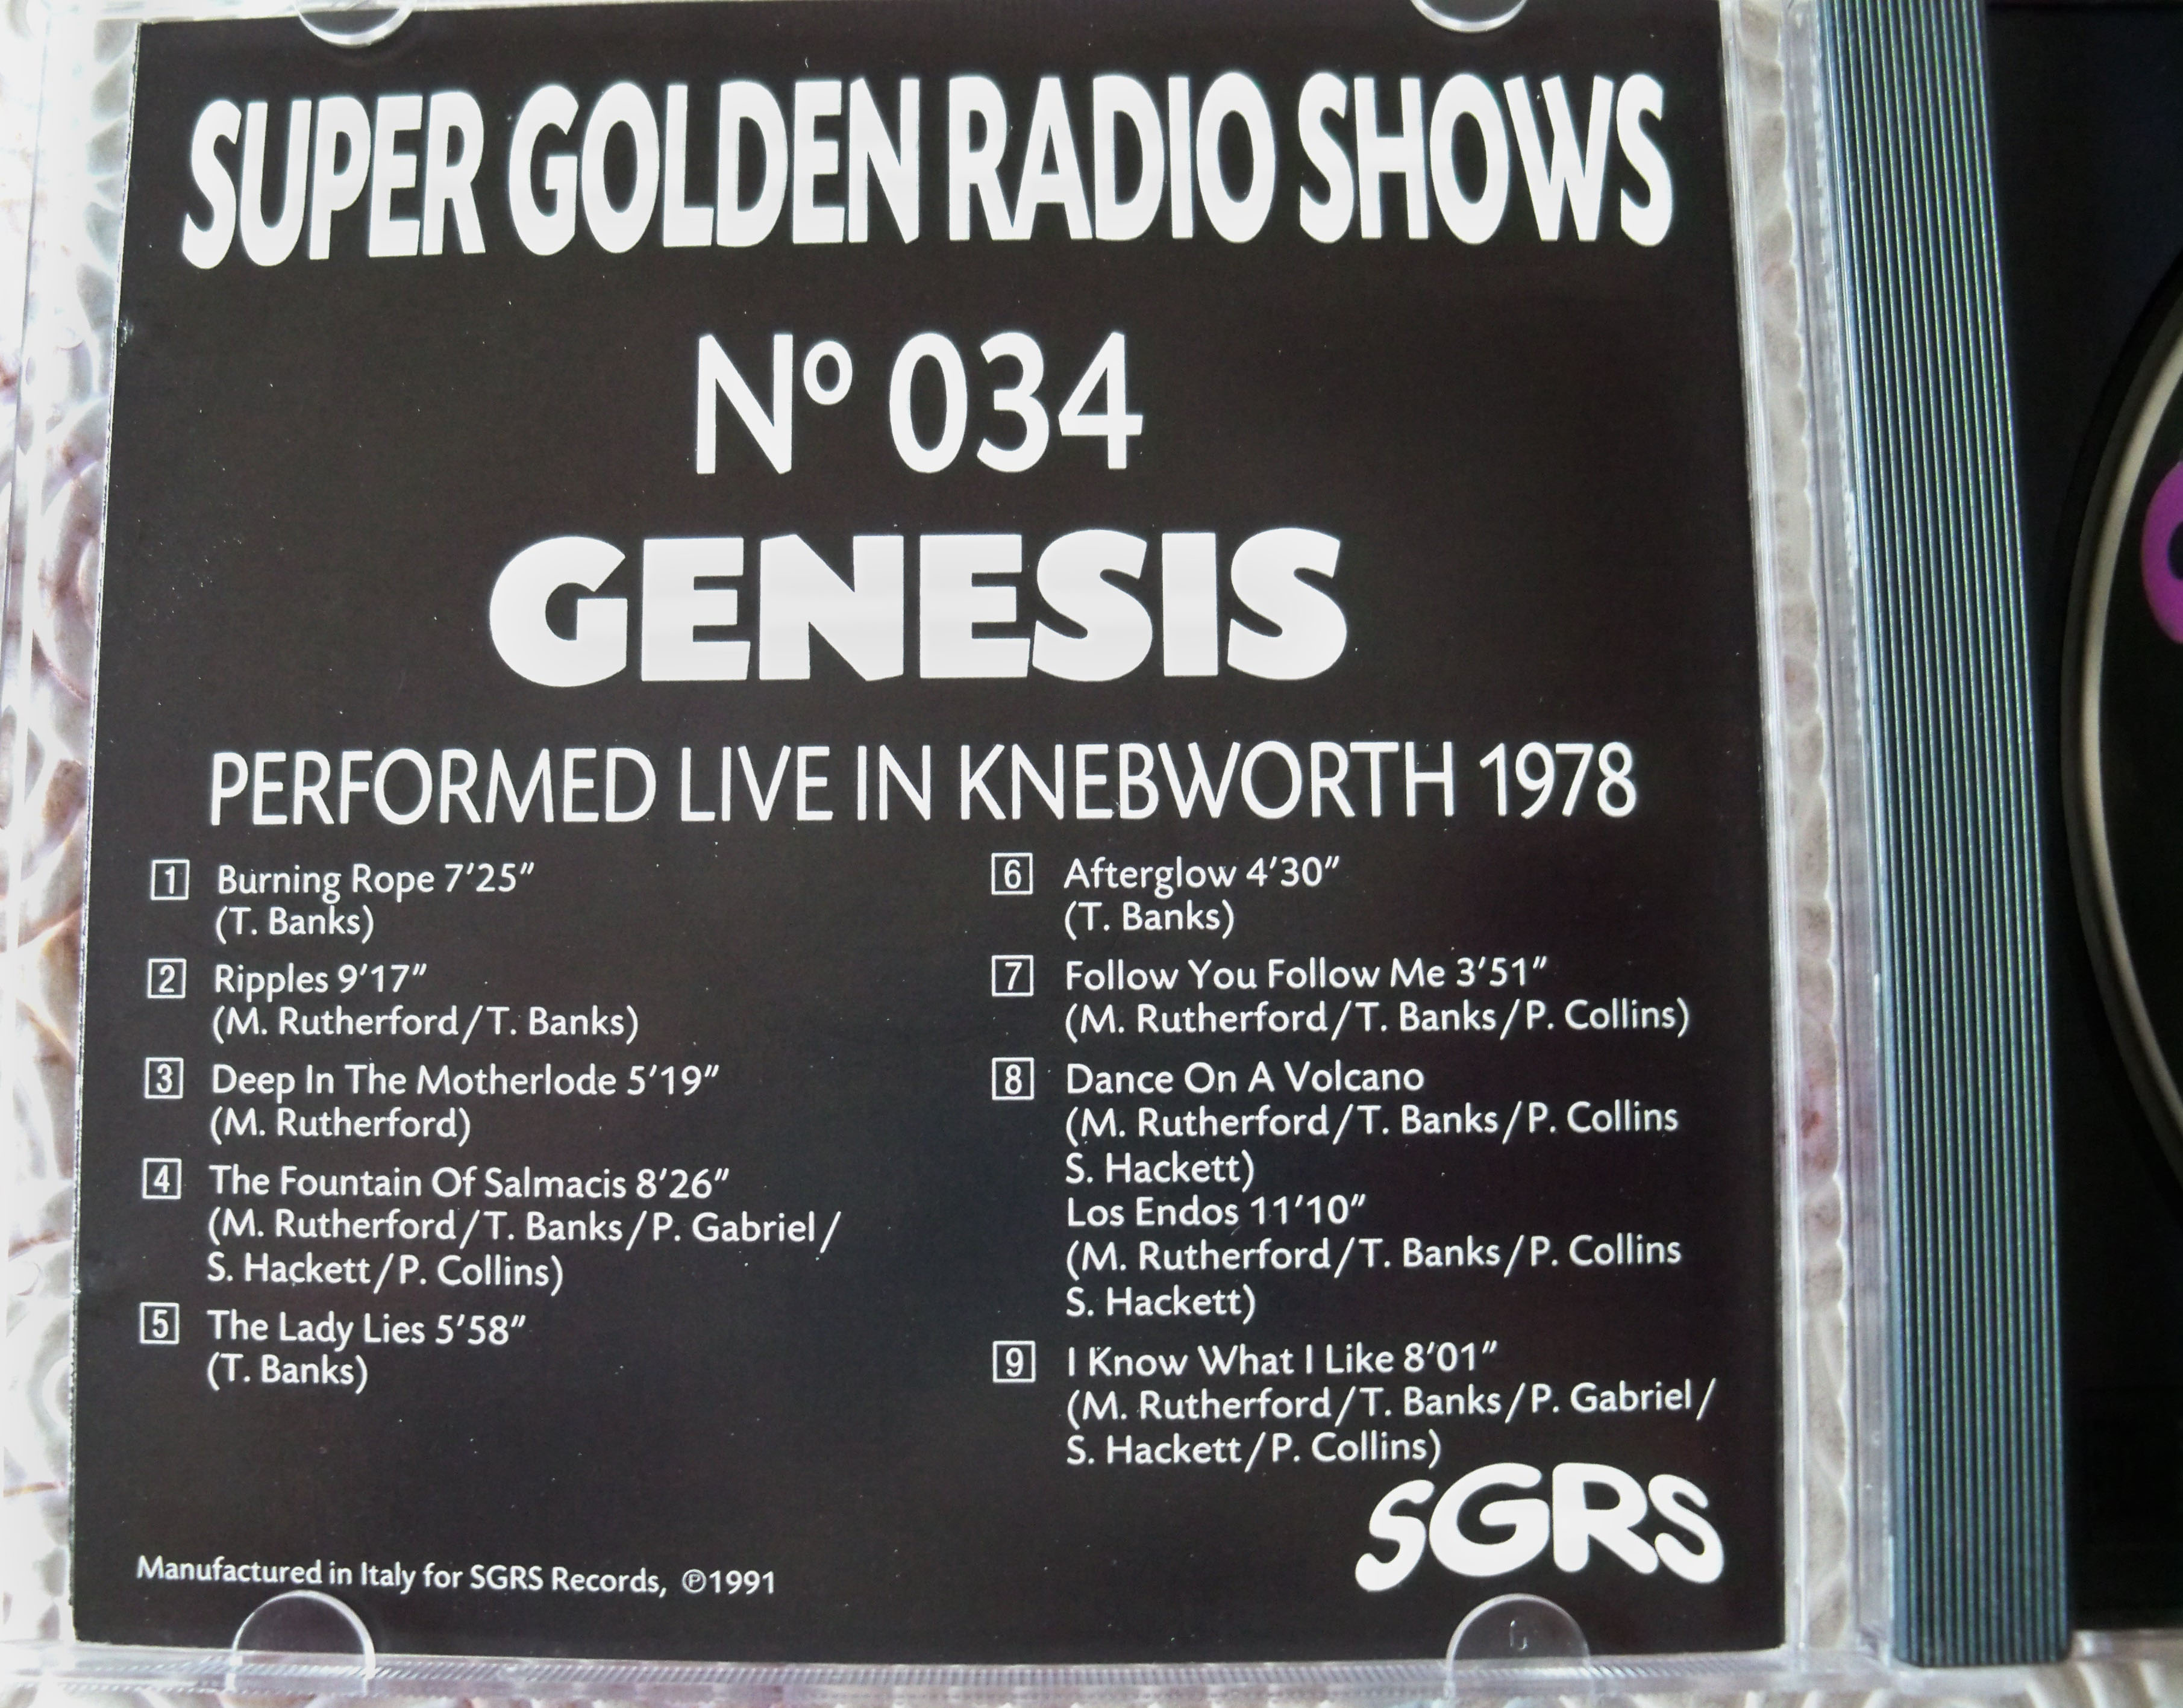 SUPER GOLDEN RADIO SHOWS
Nº 034
GENESIS
PERFORMED LIVE IN KNEBWORTH 1978
1 Burning Rope 7'25"
(T. Banks)
2 Ripples 9'17"
(M. Rutherford/T. Banks)
3 Deep In The Motherlode 5'19"
(M. Rutherford)
4 The Fountain Of Salmacis 8'26"
(M. Rutherford/T. Banks/P. Gabriel/
S. Hackett/P. Collins)
5 The Lady Lies 5'58"
(T. Banks)
6 Afterglow 4'30"
(T. Banks)
7 Follow You Follow Me 3'51"
(M. Rutherford/T. Banks/P. Collins)
8 Dance On A Volcano
(M. Rutherford/T. Banks/P. Collins
S. Hackett)
Los Endos 11'10"
(M. Rutherford/T. Banks/P. Collins
S. Hackett)
9 I Know What I Like 8'01"
(M. Rutherford/T. Banks/P. Gabriel/
S. Hackett/P. Collins)
SGRS
Manufactured in Italy for SGRS Records, ℗1991